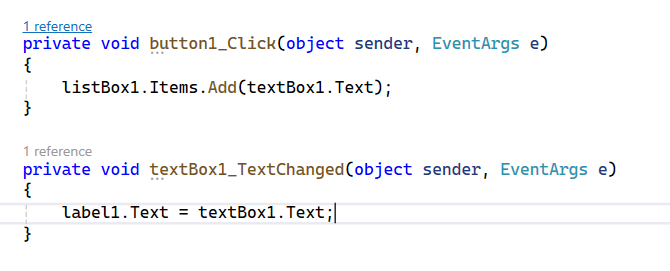 1 reference
private void button1_Click(object sender, EventArgs e)
{
    listBox1.Items.Add(textBox1.Text);
}
1 reference
private void textBox1_TextChanged(object sender, EventArgs e)
{
    label1.Text = textBox1.Text;
}